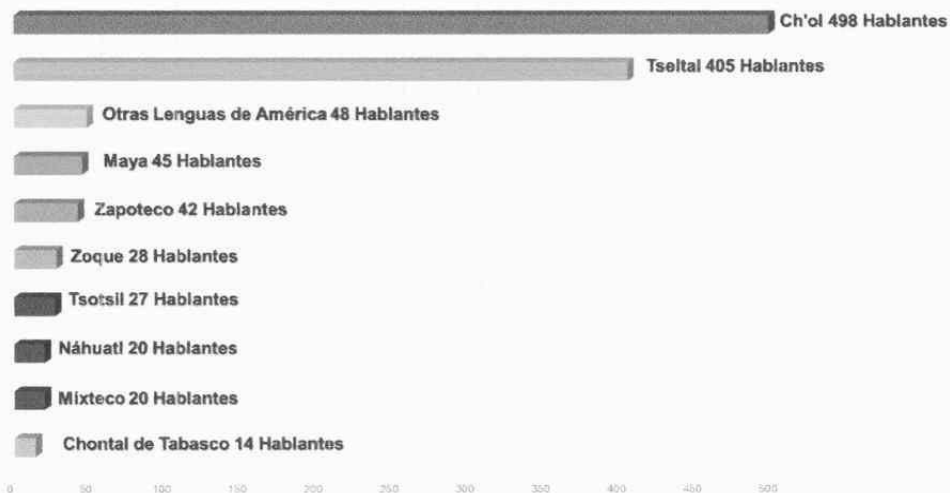 Ch'ol 498 Hablantes
Tseltal 405 Hablantes
Otras Lenguas de América 48 Hablantes
Maya 45 Hablantes
Zapoteco 42 Hablantes
Zoque 28 Hablantes
Tsotsil 27 Hablantes
Náhuatl 20 Hablantes
Mixteco 20 Hablantes
Chontal de Tabasco 14 Hablantes
0 50 100 150 200 250 300 350 400 450 500